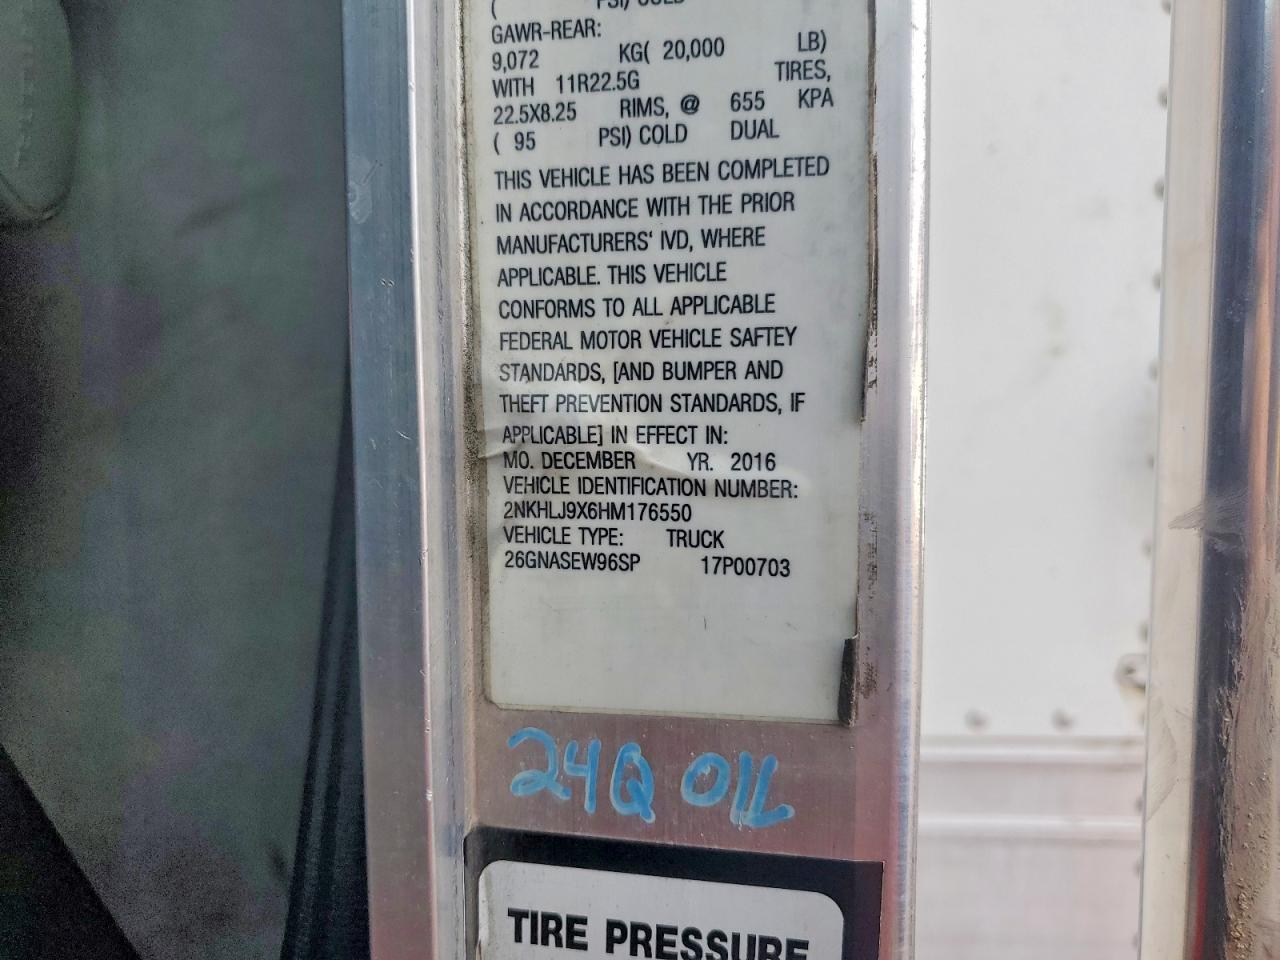 ( PSI) COLD
GAWR-REAR:
9,072 KG( 20,000 LB)
WITH 11R22.5G TIRES,
22.5X8.25 RIMS, @ 655 KPA
( 95 PSI) COLD DUAL
THIS VEHICLE HAS BEEN COMPLETED
IN ACCORDANCE WITH THE PRIOR
MANUFACTURERS' IVD, WHERE
APPLICABLE. THIS VEHICLE
CONFORMS TO ALL APPLICABLE
FEDERAL MOTOR VEHICLE SAFTEY
STANDARDS, [AND BUMPER AND
THEFT PREVENTION STANDARDS, IF
APPLICABLE] IN EFFECT IN:
MO. DECEMBER YR. 2016
VEHICLE IDENTIFICATION NUMBER:
2NKHLJ9X6HM176550
VEHICLE TYPE: TRUCK
26GNASEW96SP 17P00703
24Q OIL
TIRE PRESSURE